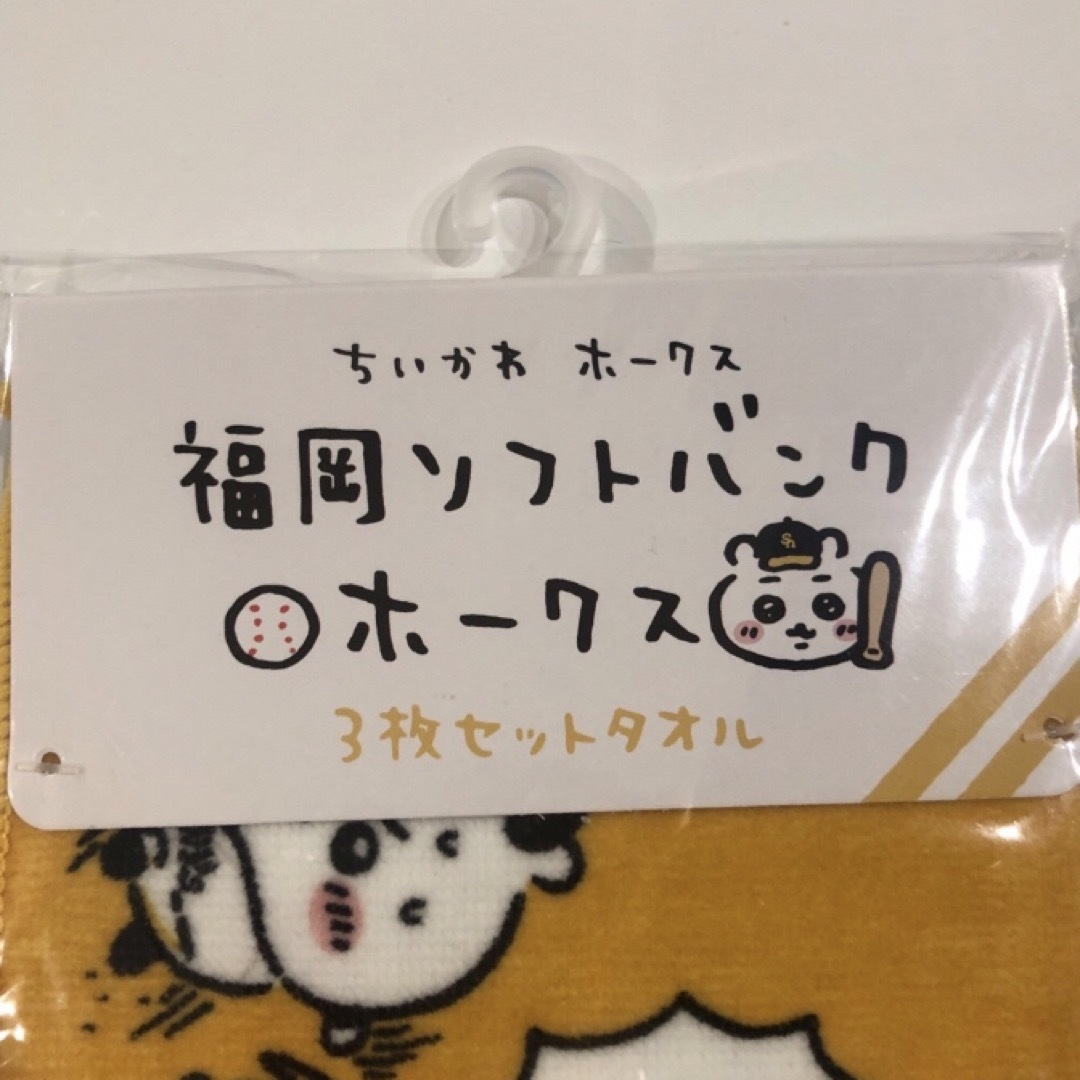 ちいかわ ホークス
福岡ソフトバンク
ホークス
SH
3枚セットタオル